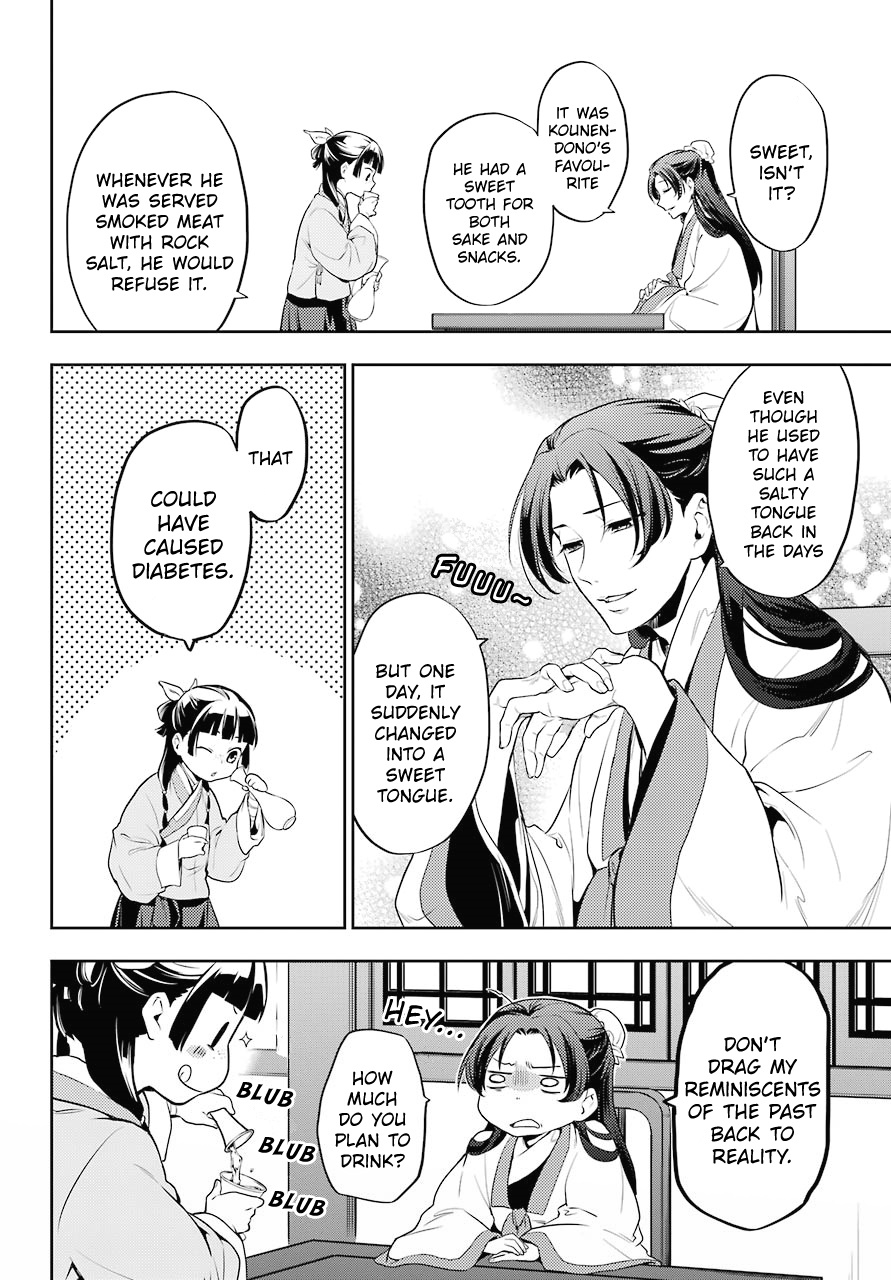 SWEET,
ISN'T
IT?
IT WAS
KOUNEN-
DONO'S
FAVOU-
RITE
HE HAD A
SWEET
TOOTH FOR
BOTH
SAKE AND
SNACKS.
WHENEVER HE
WAS SERVED
SMOKED MEAT
WITH ROCK
SALT, HE WOULD
REFUSE IT.
EVEN
THOUGH
HE USED
TO HAVE
SUCH A
SALTY
TONGUE
BACK IN
THE DAYS
FUUU~
BUT ONE
DAY, IT
SUDDENLY
CHANGED
INTO A
SWEET
TONGUE.
THAT
COULD
HAVE
CAUSED
DIABETES.
DON'T
DRAG MY
REMINISCENTS
OF THE PAST
BACK TO
REALITY.
HEY...
HOW
MUCH
DO YOU
PLAN TO
DRINK?
BLUB
BLUB
BLUB